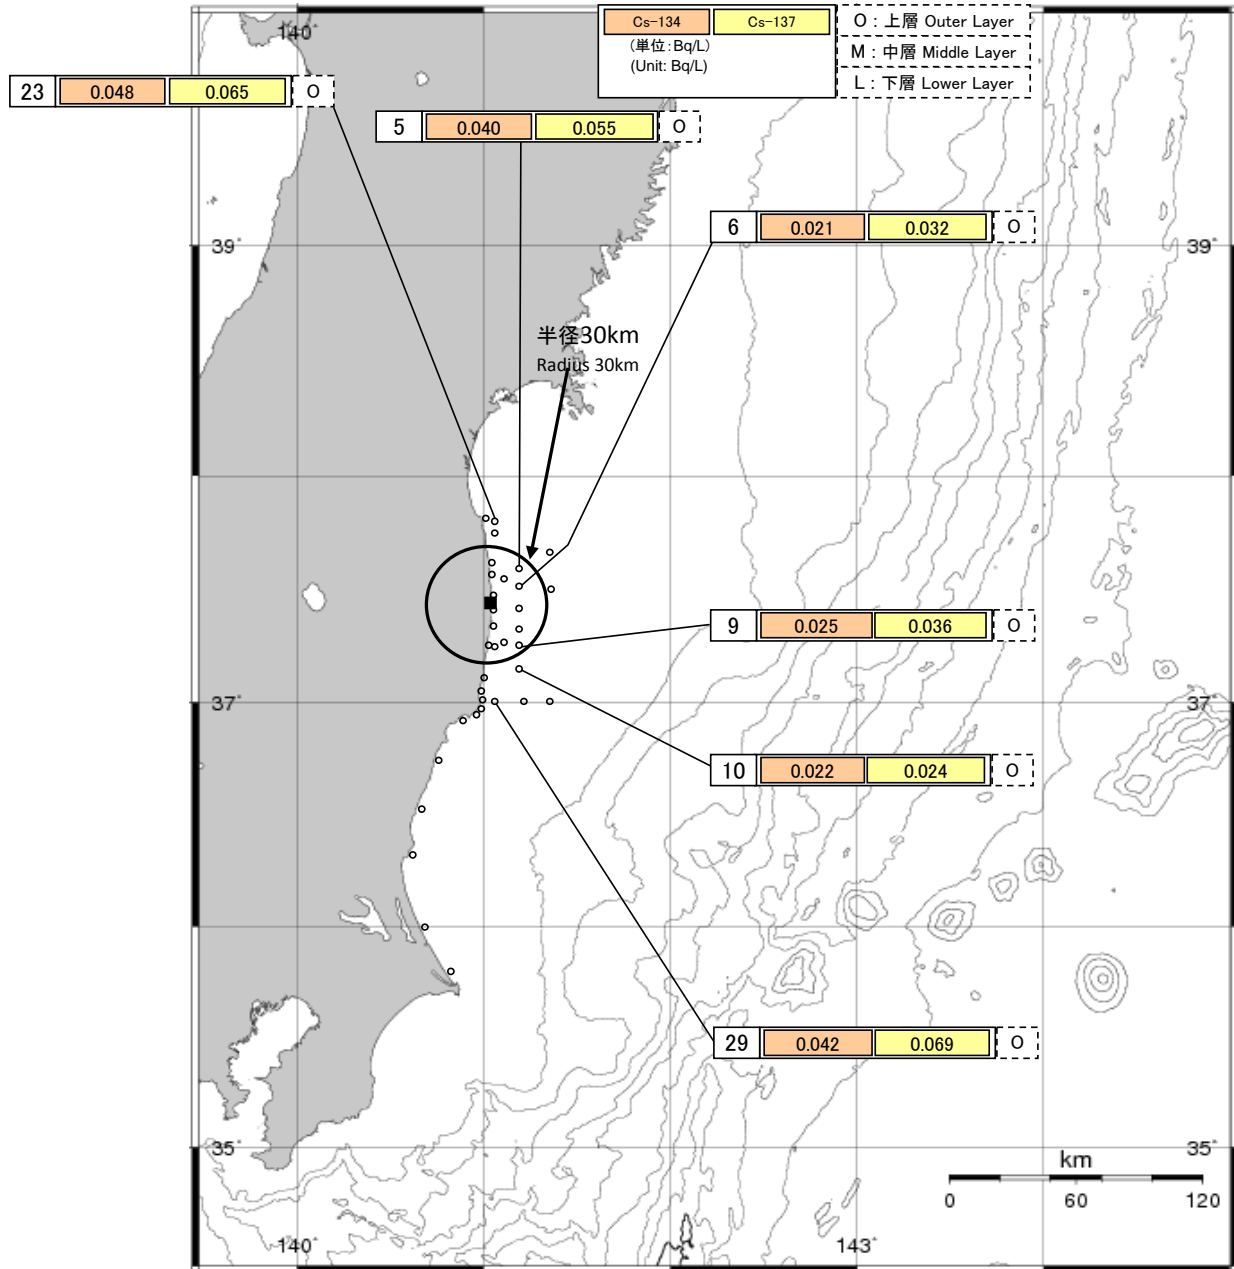 140°
Cs-134 Cs-137
(単位:Bq/L)
(Unit: Bq/L)
O : 上層 Outer Layer
M : 中層 Middle Layer
L : 下層 Lower Layer
23 0.048 0.065 O
5 0.040 0.055 O
6 0.021 0.032 O
39° 39°
半径30km
Radius 30km
9 0.025 0.036 O
37° 37°
10 0.022 0.024 O
29 0.042 0.069 O
35° 35°
km
0 60 120
140° 143°